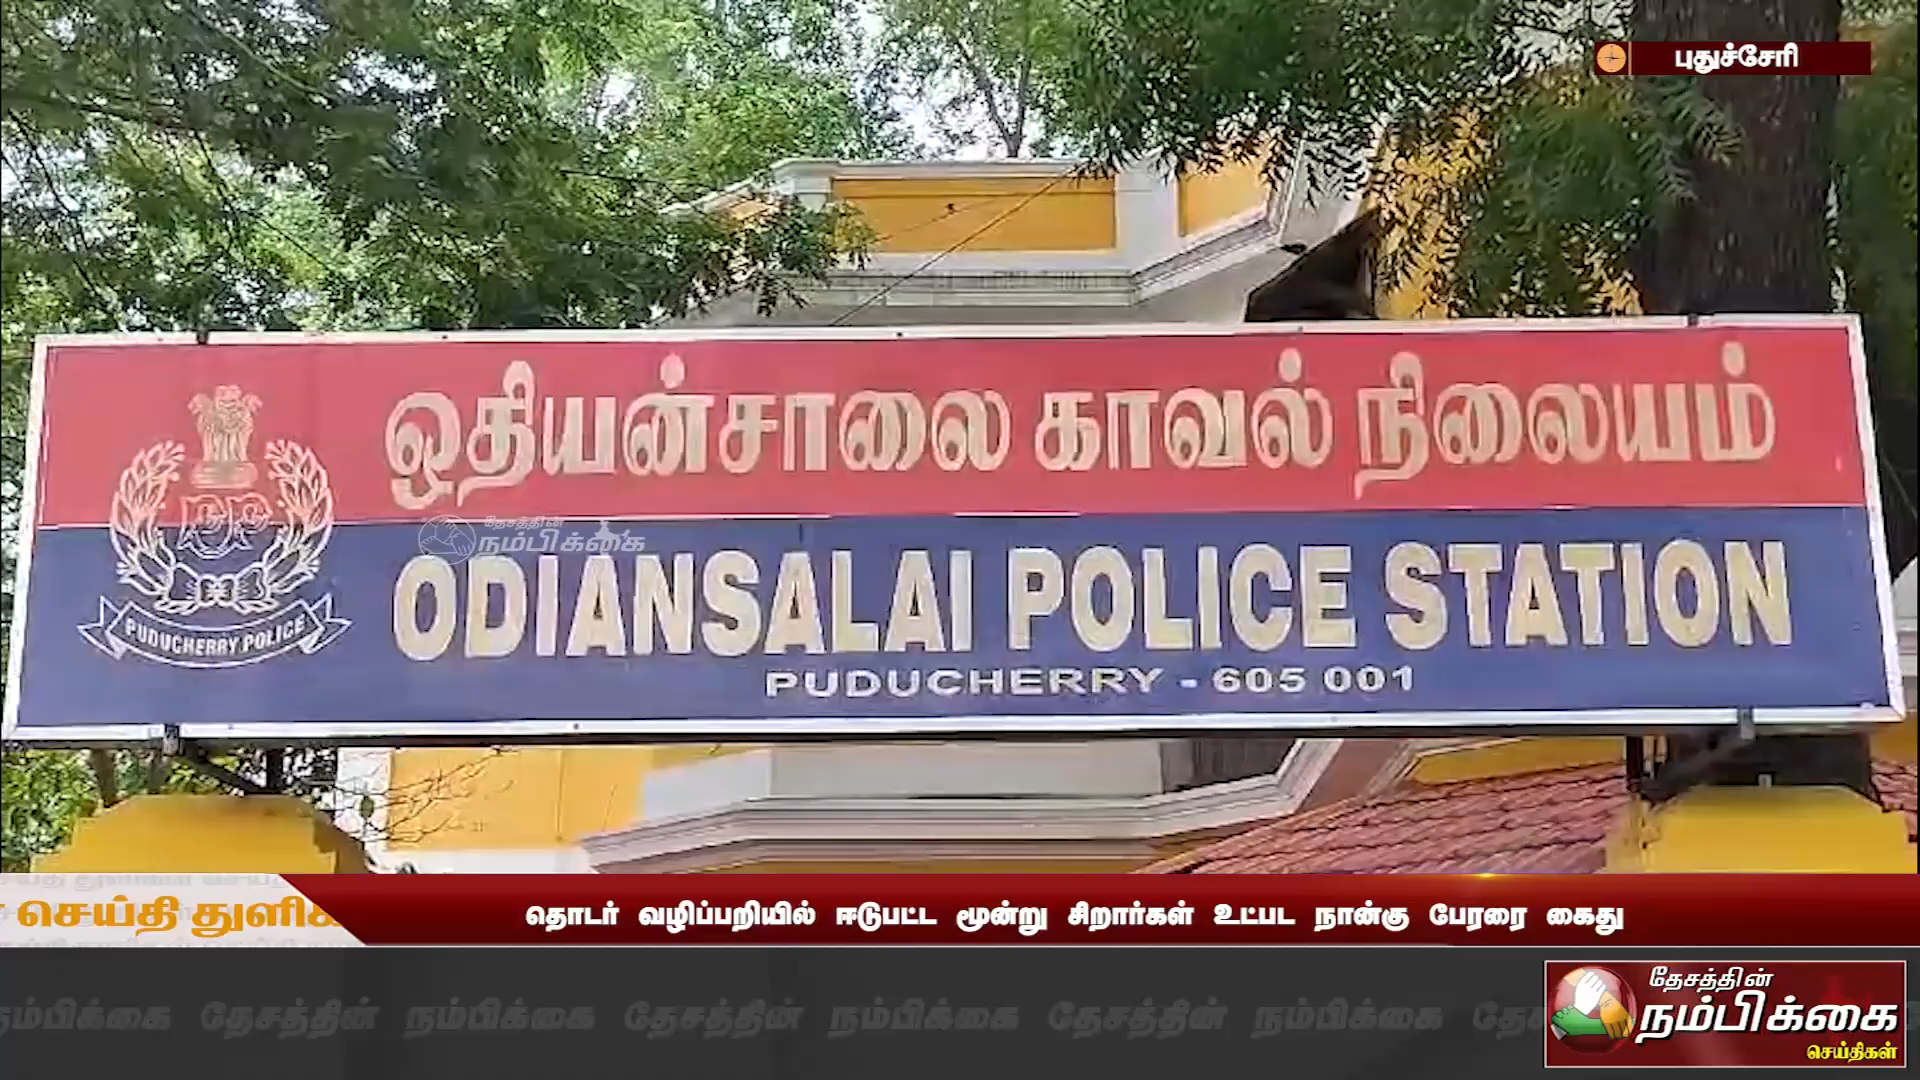 புதுச்சேரி
ஒதியன்சாலை காவல் நிலையம்
தேசத்தின்
நம்பிக்கை
ODIANSALAI POLICE STATION
PUDUCHERRY POLICE
PUDUCHERRY - 605 001
செய்தி துளிக
தொடர் வழிப்பறியில் ஈடுபட்ட மூன்று சிறார்கள் உட்பட நான்கு பேரரை கைது
தேசத்தின்
நம்பிக்கை
செய்திகள்
நம்பிக்கை தேசத்தின் நம்பிக்கை தேசத்தின் நம்பிக்கை தேசத்தின் நம்பிக்கை